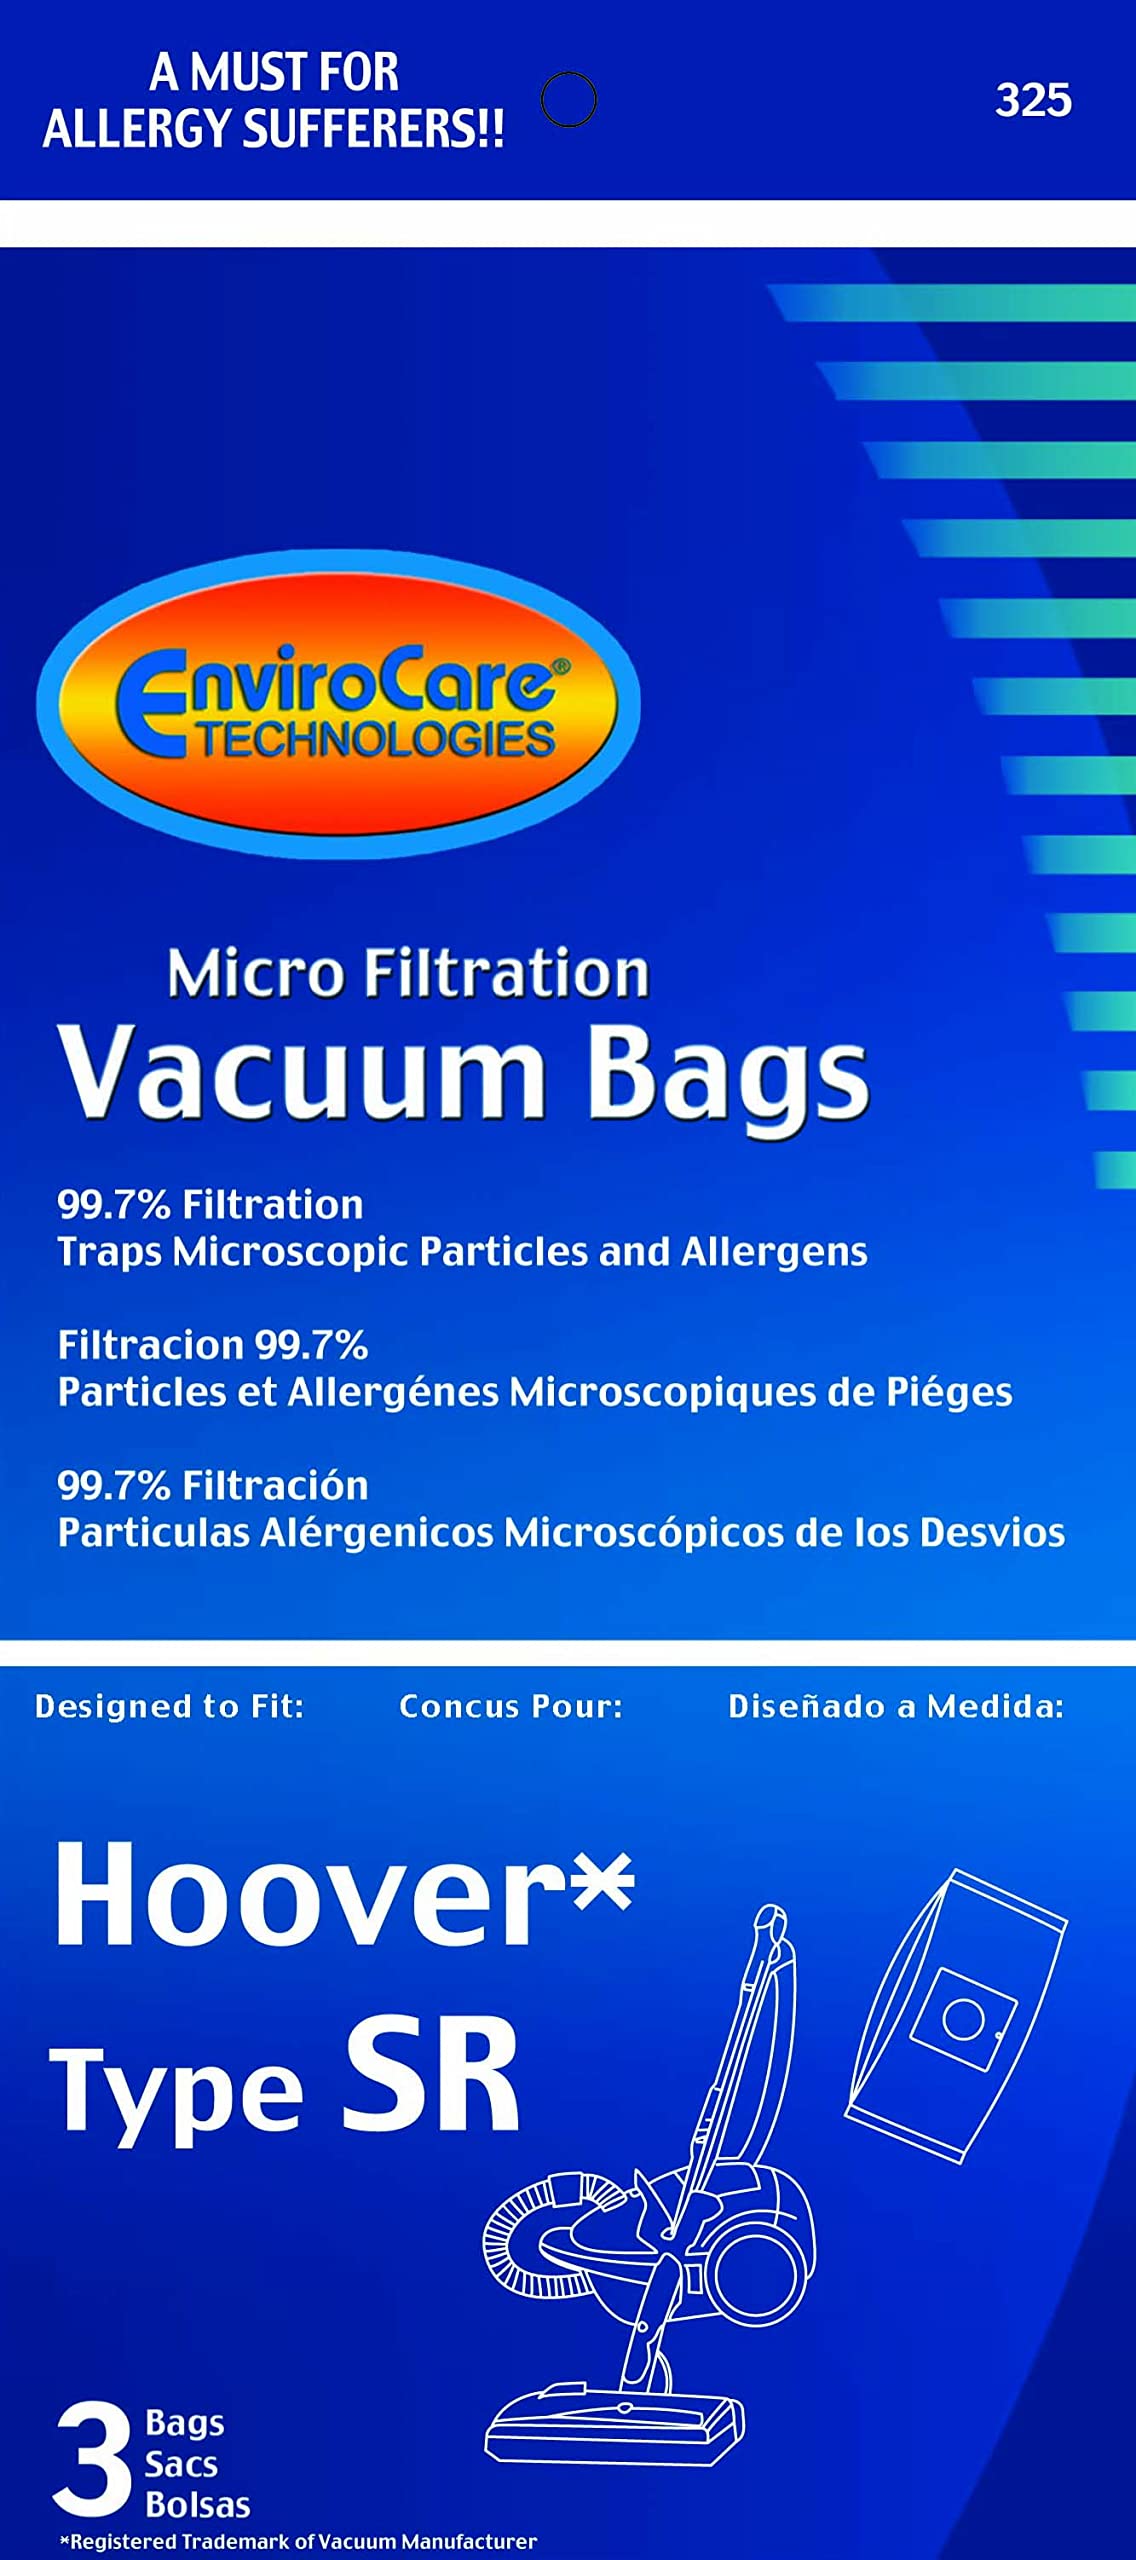 A MUST FOR
ALLERGY SUFFERERS!!
325
EnviroCare®
TECHNOLOGIES
Micro Filtration
Vacuum Bags
99.7% Filtration
Traps Microscopic Particles and Allergens
Filtracion 99.7%
Particles et Allergénes Microscopiques de Piéges
99.7% Filtración
Particulas Alérgenicos Microscópicos de los Desvios
Designed to Fit: Concus Pour: Diseñado a Medida:
Hoover*
Type SR
3 Bags
Sacs
Bolsas
*Registered Trademark of Vacuum Manufacturer